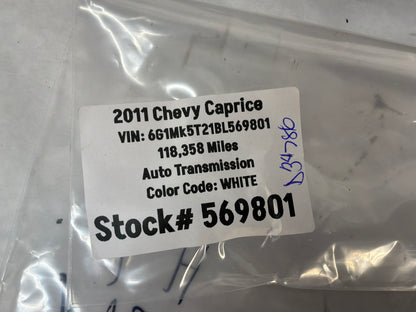 2011 Chevy Caprice
VIN: 6G1Mk5T21BL569801
118,358 Miles
Auto Transmission
Color Code: WHITE
Stock# 569801